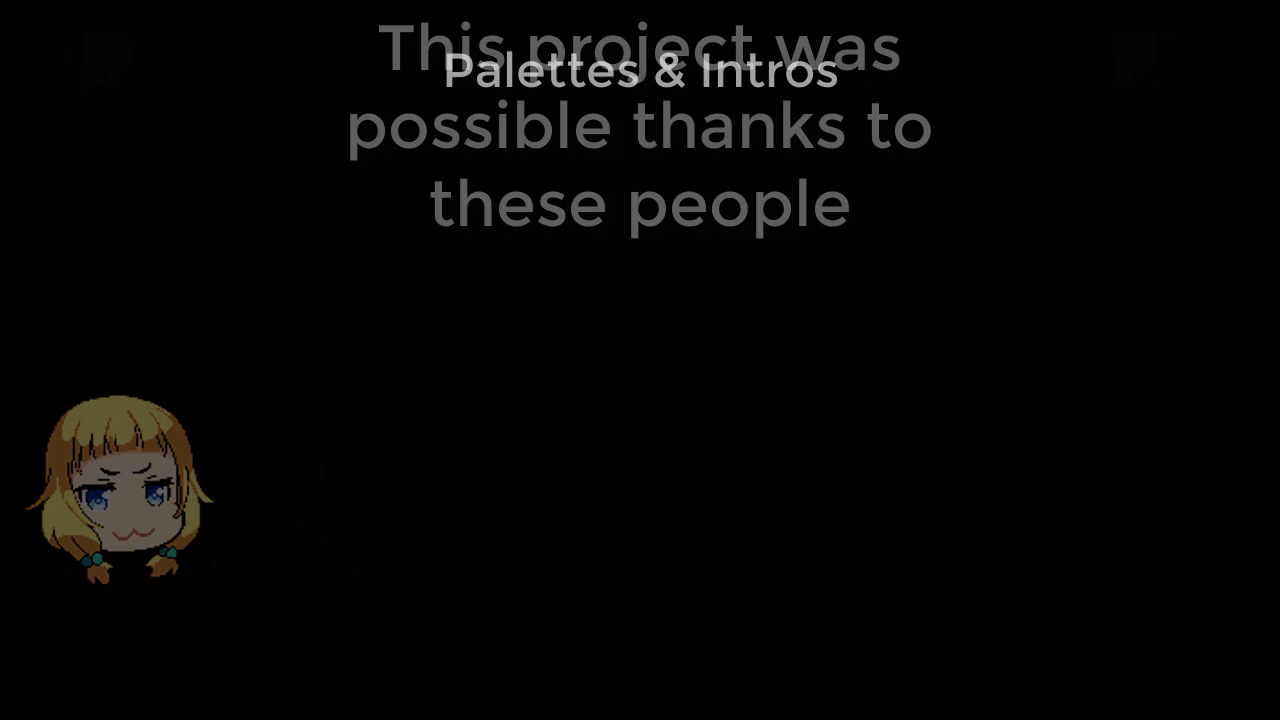 This project was
Palettes & Intros
possible thanks to
these people